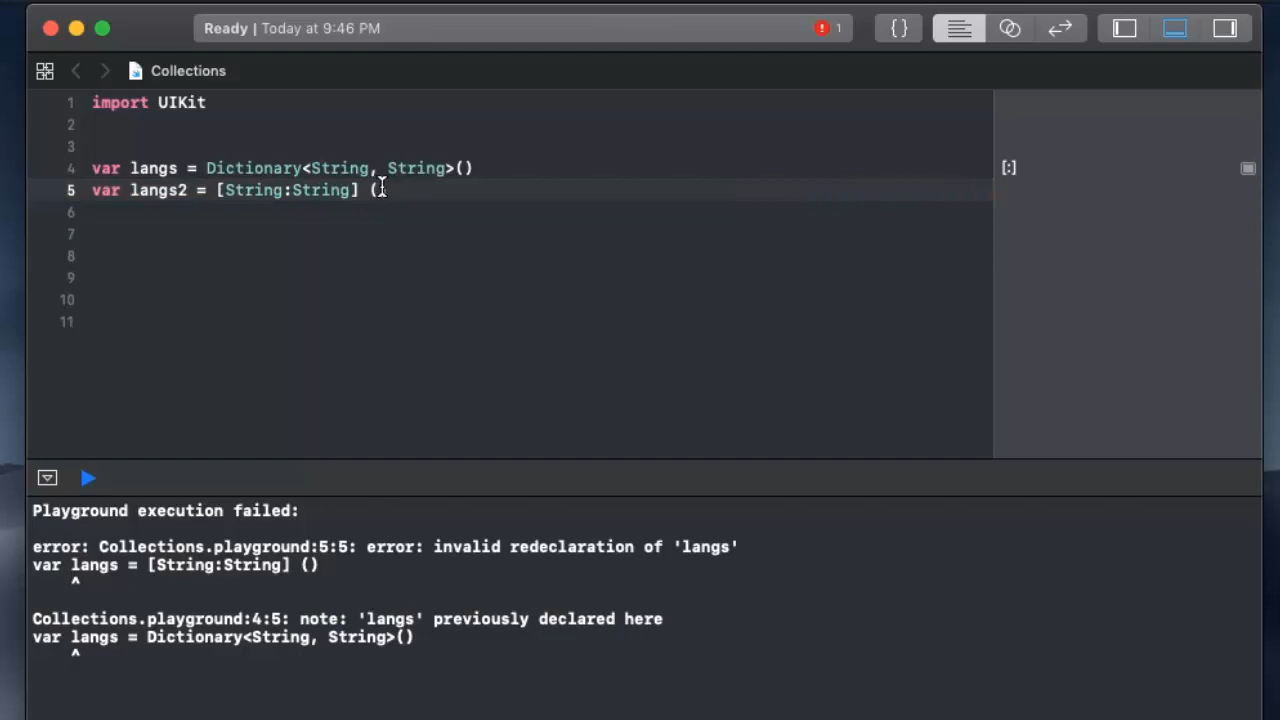 Ready | Today at 9:46 PM
1
{}
Collections
1 import UIKit
2
3
4 var langs = Dictionary<String, String>()
[:]
5 var langs2 = [String:String] (
6
7
8
9
10
11
Playground execution failed:
error: Collections.playground:5:5: error: invalid redeclaration of 'langs'
var langs = [String:String] ()
^
Collections.playground:4:5: note: 'langs' previously declared here
var langs = Dictionary<String, String>()
^